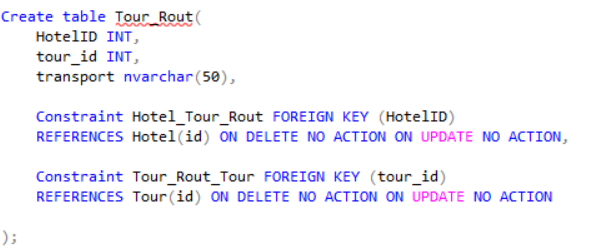 Create table Tour_Rout(
HotelID INT,
tour_id INT,
transport nvarchar(50),
Constraint Hotel_Tour_Rout FOREIGN KEY (HotelID)
REFERENCES Hotel(id) ON DELETE NO ACTION ON UPDATE NO ACTION,
Constraint Tour_Rout_Tour FOREIGN KEY (tour_id)
REFERENCES Tour(id) ON DELETE NO ACTION ON UPDATE NO ACTION
);